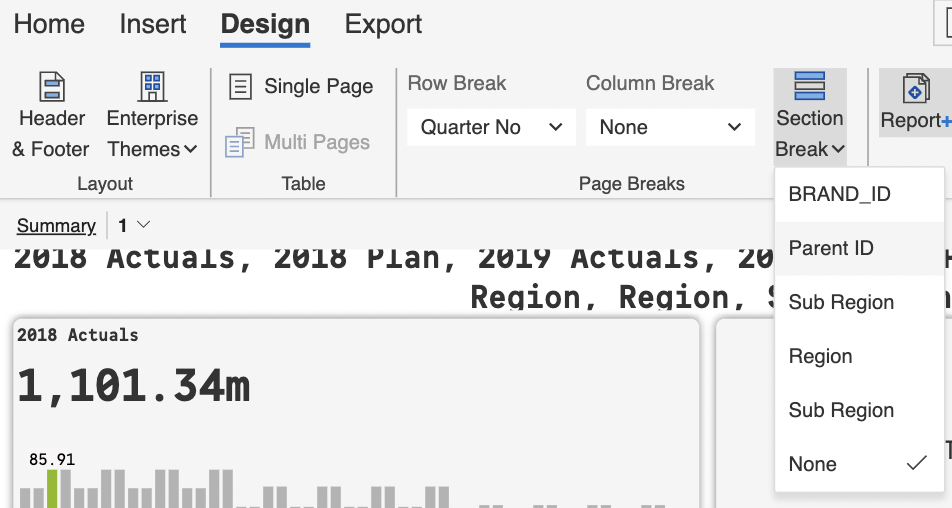 Home Insert Design Export
Header & Footer
Enterprise Themes
Layout
Single Page
Multi Pages
Table
Row Break
Quarter No
Column Break
None
Page Breaks
Section Break
Report+
BRAND_ID
Parent ID
Sub Region
Region
Sub Region
None
Summary 1
2018 Actuals, 2018 Plan, 2019 Actuals, 20
Region, Region,
2018 Actuals
1,101.34m
85.91